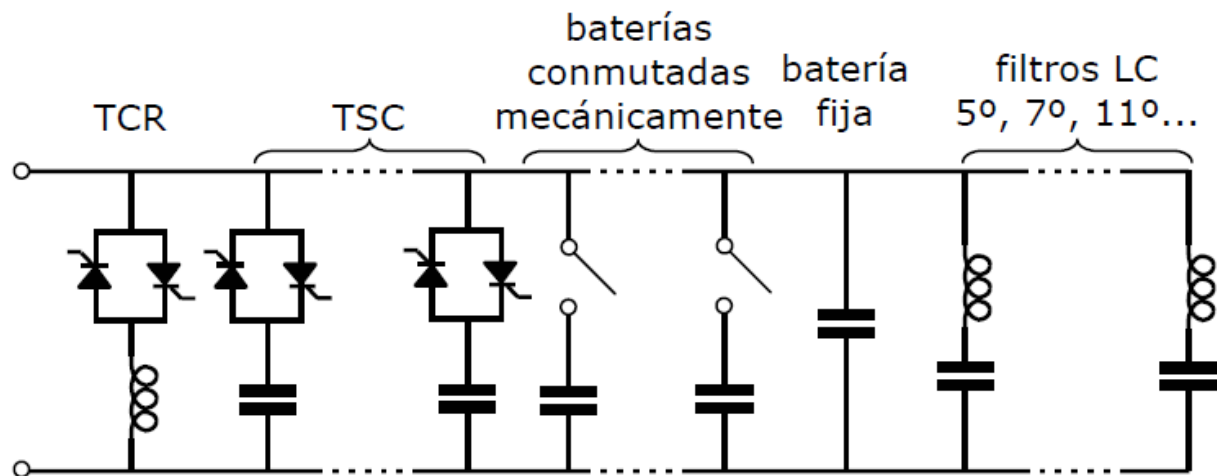 TCR
TSC
baterías
conmutadas
mecánicamente
batería
fija
filtros LC
5º, 7º, 11º...